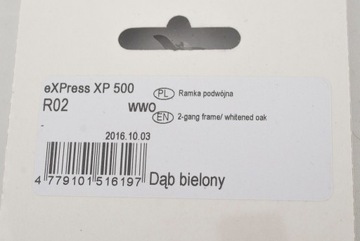 eXPress XP 500
PL Ramka podwójna
R02
WWO
EN 2-gang frame/ whitened oak
2016.10.03
4 779101 516197
Dąb bielony